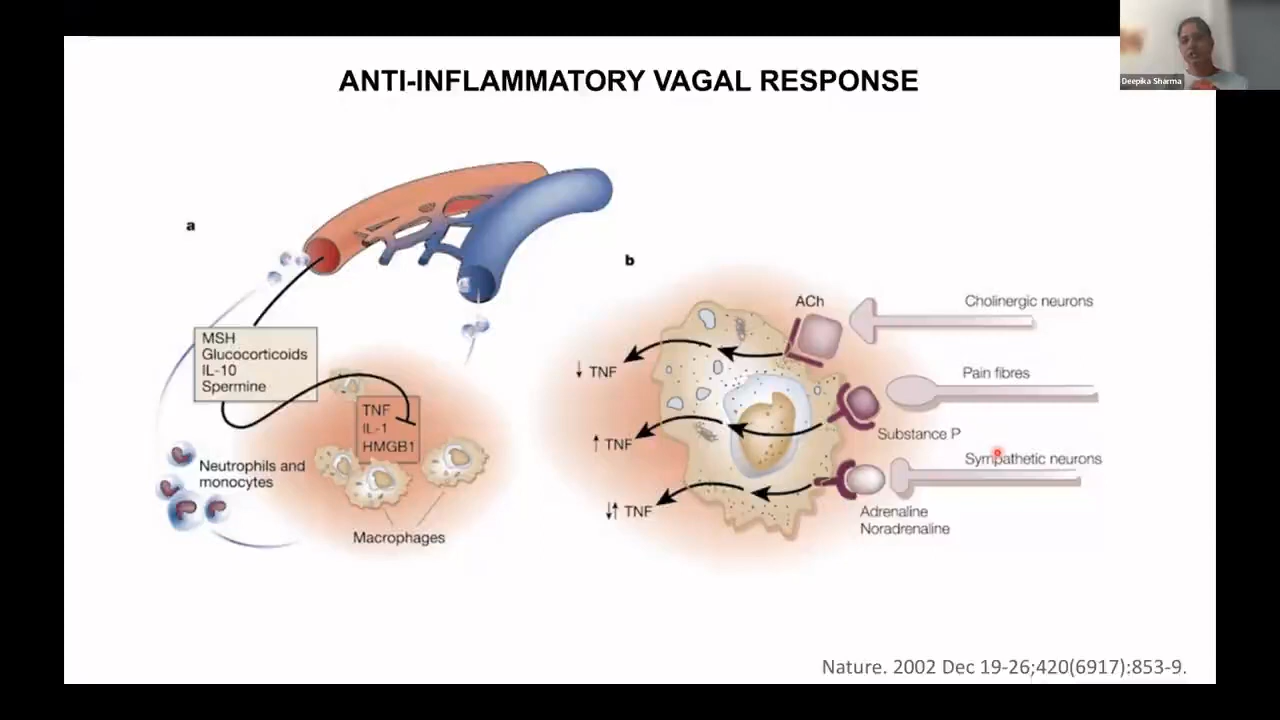 Deepika Sharma
ANTI-INFLAMMATORY VAGAL RESPONSE
a
MSH
Glucocorticoids
IL-10
Spermine
TNF
IL-1
HMGB1
Neutrophils and
monocytes
Macrophages
b
ACh
Cholinergic neurons
↓ TNF
Pain fibres
Substance P
↑ TNF
Sympathetic neurons
Adrenaline
Noradrenaline
↓↑ TNF
Nature. 2002 Dec 19-26;420(6917):853-9.